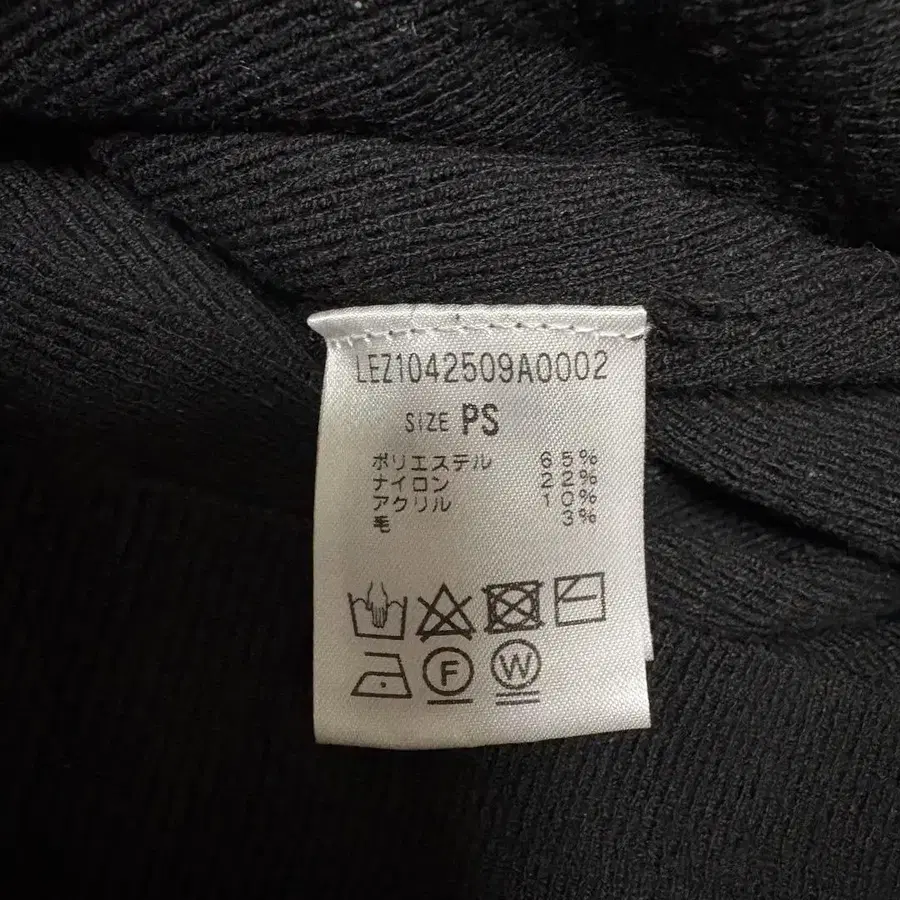 LEZ1042509A0002
SIZE PS
ポリエステル 65%
ナイロン 22%
アクリル 10%
毛 3%
F W